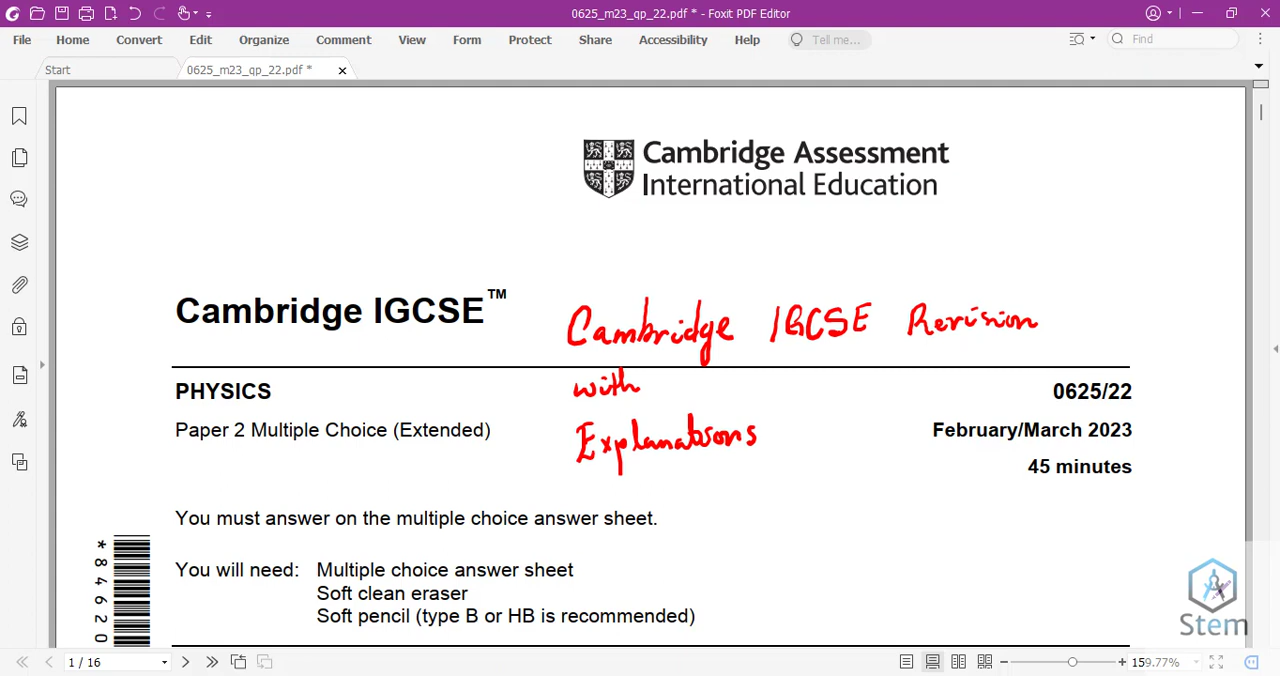 0625_m23_qp_22.pdf * - Foxit PDF Editor
File Home Convert Edit Organize Comment View Form Protect Share Accessibility Help Tell me... Find
Start 0625_m23_qp_22.pdf *
Cambridge Assessment
International Education
Cambridge IGCSE™
Cambridge IGCSE Revision
PHYSICS with 0625/22
Paper 2 Multiple Choice (Extended) Explanations February/March 2023
45 minutes
You must answer on the multiple choice answer sheet.
You will need: Multiple choice answer sheet
Soft clean eraser
Soft pencil (type B or HB is recommended)
* 8 4 6 2 0
Stem
1 / 16 159.77%